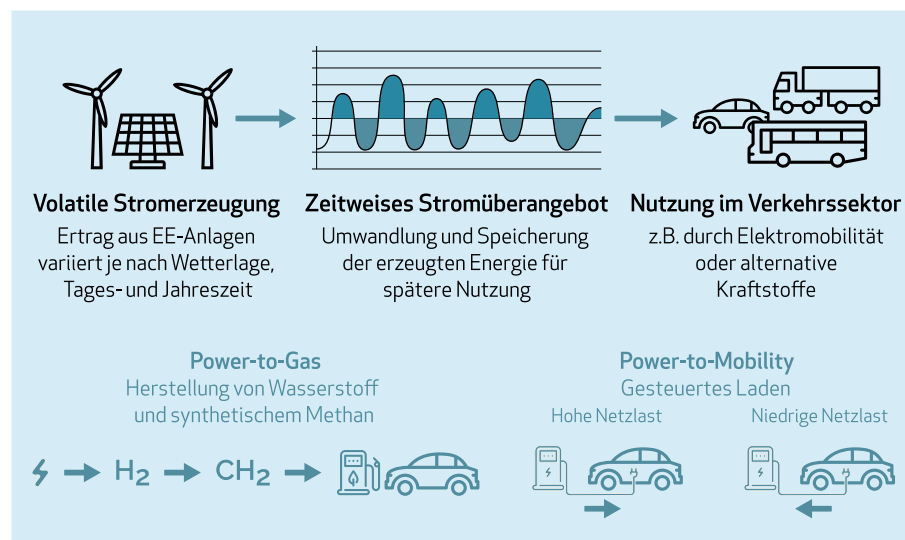 Volatile Stromerzeugung
Ertrag aus EE-Anlagen
variiert je nach Wetterlage,
Tages- und Jahreszeit
Zeitweises Stromüberangebot
Umwandlung und Speicherung
der erzeugten Energie für
spätere Nutzung
Nutzung im Verkehrssektor
z.B. durch Elektromobilität
oder alternative
Kraftstoffe
Power-to-Gas
Herstellung von Wasserstoff
und synthetischem Methan
H₂
CH₂
Power-to-Mobility
Gesteuertes Laden
Hohe Netzlast
Niedrige Netzlast